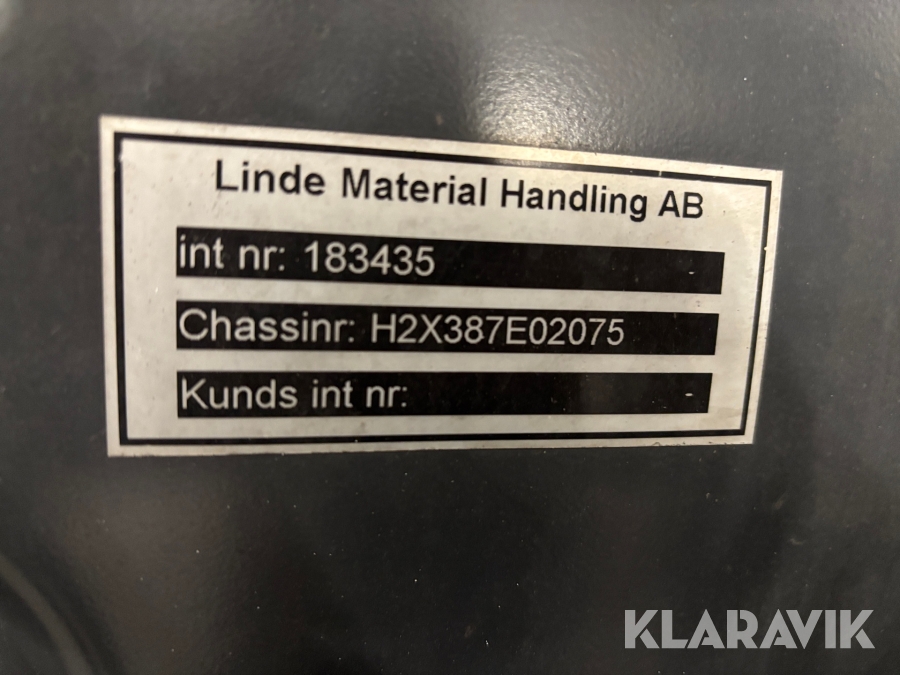 Linde Material Handling AB
int nr: 183435
Chassinr: H2X387E02075
Kunds int nr:
KLARAVIK